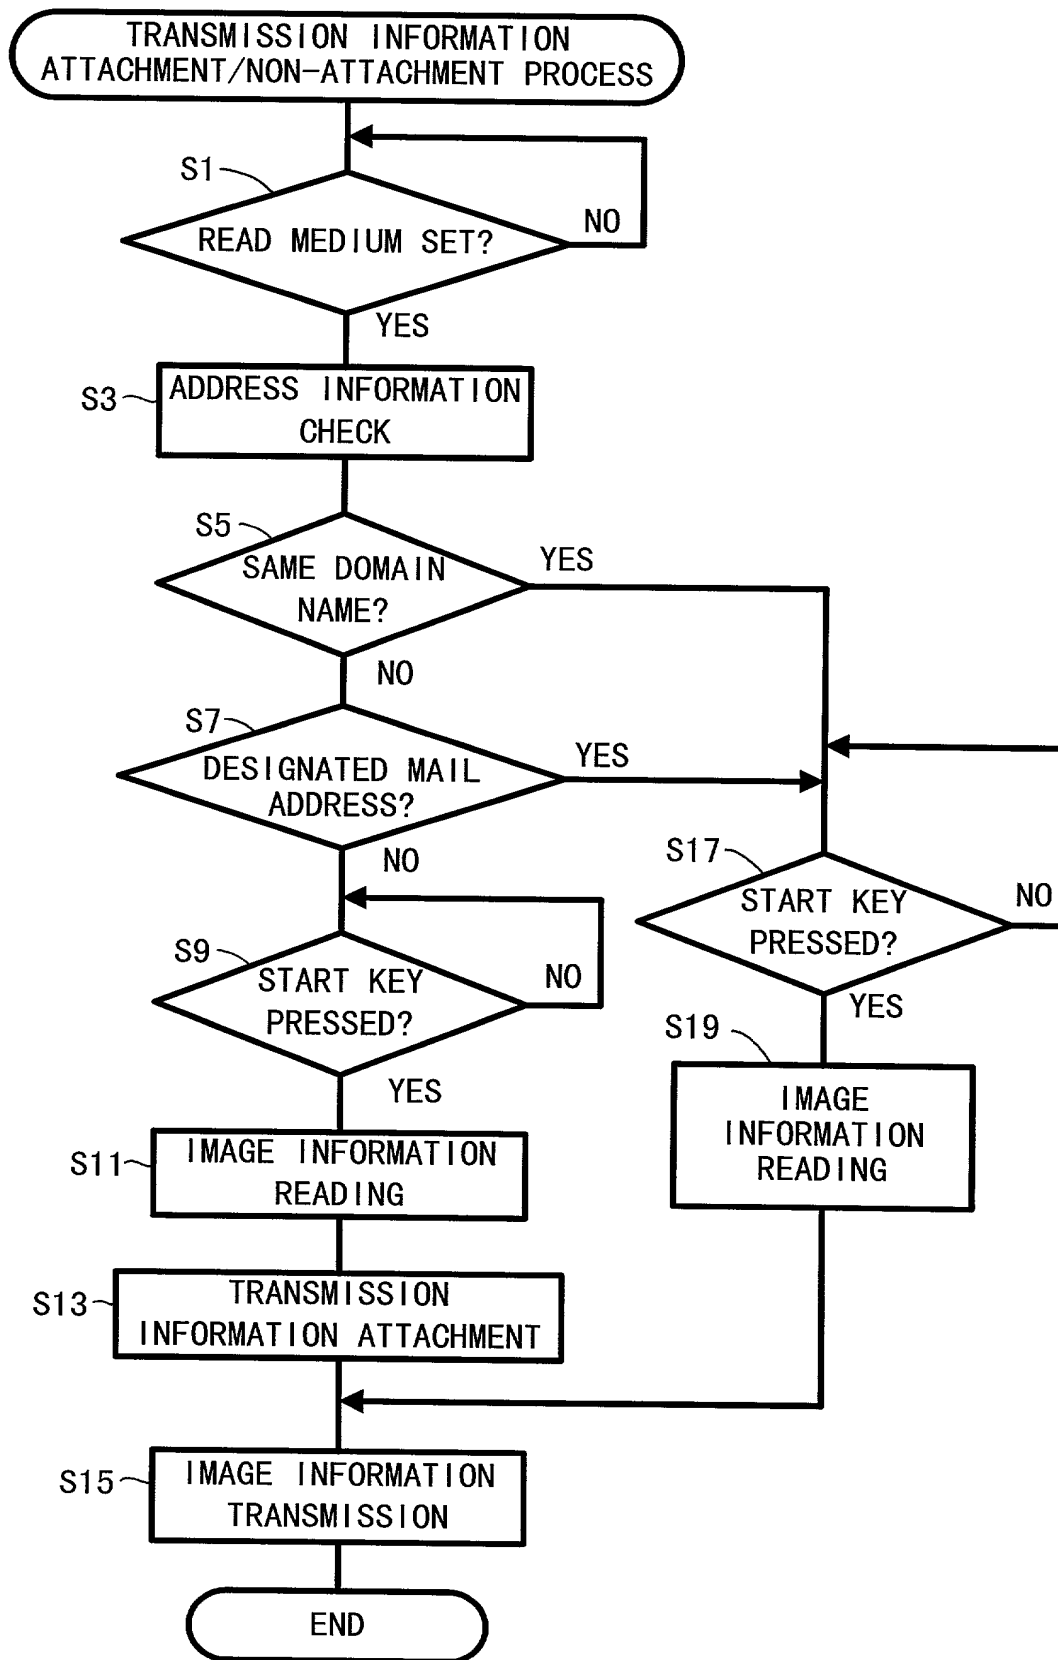 TRANSMISSION INFORMATION
ATTACHMENT/NON-ATTACHMENT PROCESS
S1
READ MEDIUM SET?
NO
YES
S3
ADDRESS INFORMATION
CHECK
S5
SAME DOMAIN
NAME?
YES
NO
S7
DESIGNATED MAIL
ADDRESS?
YES
NO
S9
START KEY
PRESSED?
NO
YES
S11
IMAGE INFORMATION
READING
S13
TRANSMISSION
INFORMATION ATTACHMENT
S17
START KEY
PRESSED?
NO
YES
S19
IMAGE
INFORMATION
READING
S15
IMAGE INFORMATION
TRANSMISSION
END